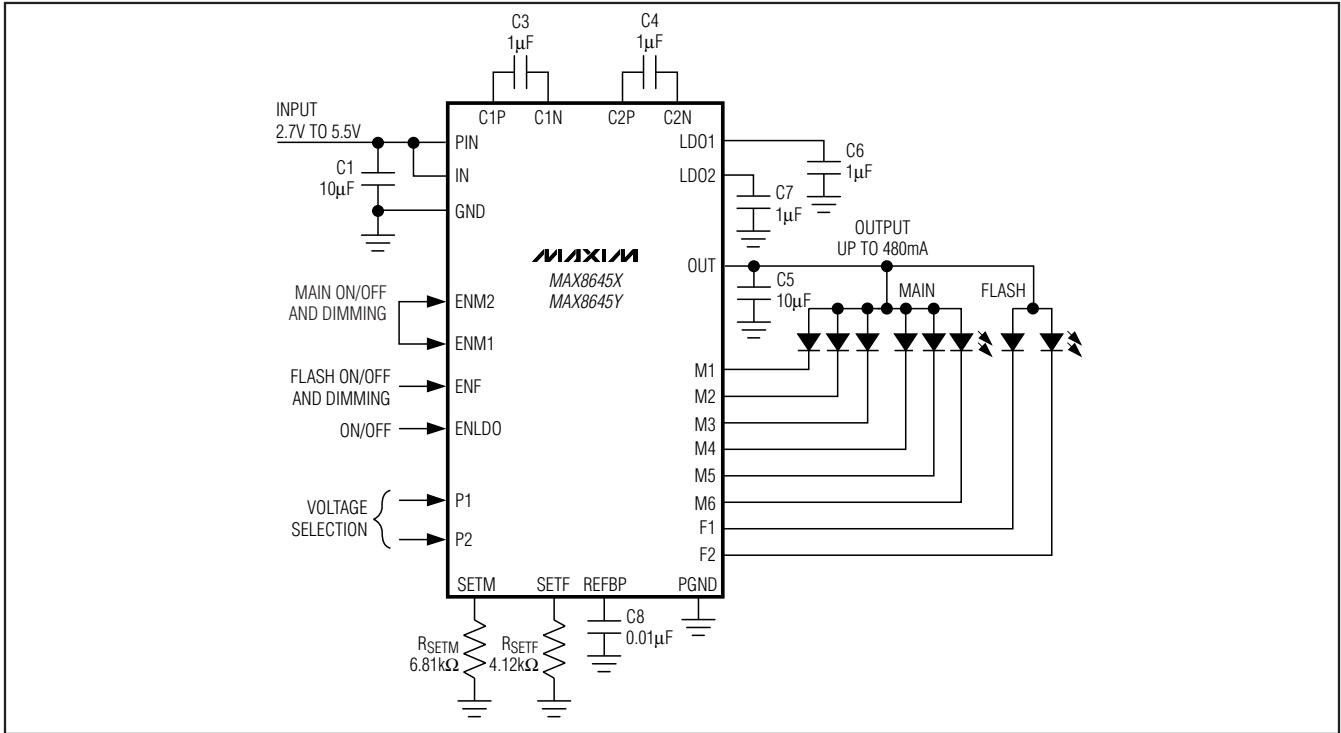 C3
1µF
C4
1µF
C1P
C1N
C2P
C2N
INPUT
2.7V TO 5.5V
PIN
IN
C1
10µF
GND
LDO1
LDO2
C6
1µF
C7
1µF
MAXIM
MAX8645X
MAX8645Y
OUT
OUTPUT
UP TO 480mA
C5
10µF
MAIN
FLASH
MAIN ON/OFF
AND DIMMING
ENM2
ENM1
FLASH ON/OFF
AND DIMMING
ENF
ON/OFF
ENLDO
VOLTAGE
SELECTION
P1
P2
M1
M2
M3
M4
M5
M6
F1
F2
SETM
SETF
REFBP
PGND
RSETM
6.81kΩ
RSETF
4.12kΩ
C8
0.01µF